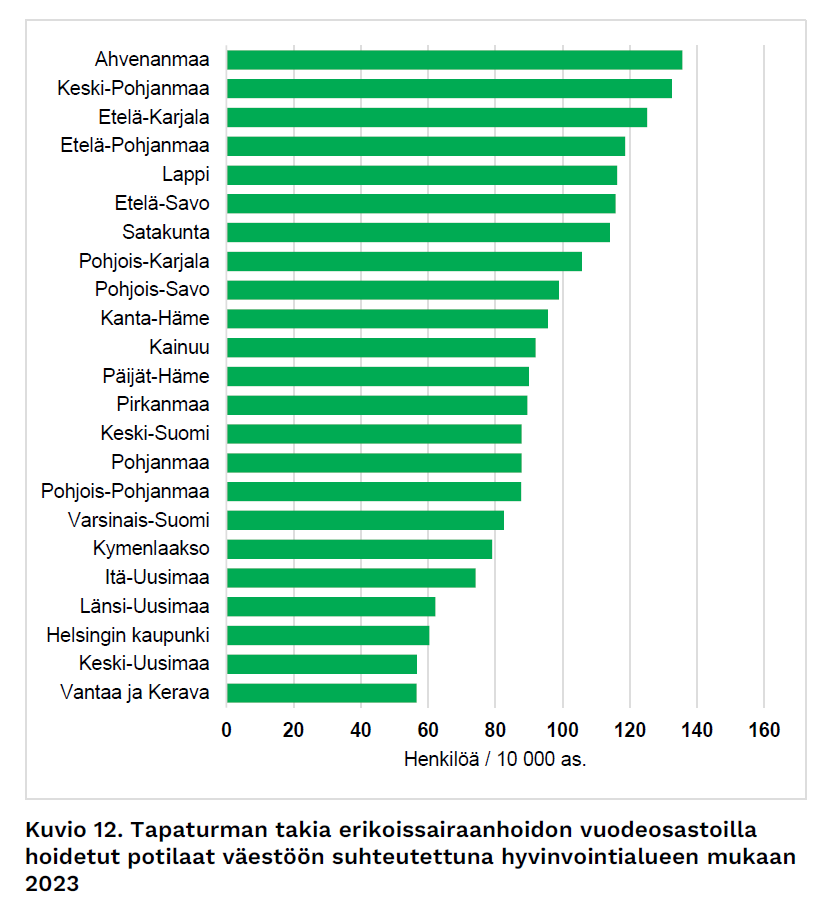 Ahvenanmaa
Keski-Pohjanmaa
Etelä-Karjala
Etelä-Pohjanmaa
Lappi
Etelä-Savo
Satakunta
Pohjois-Karjala
Pohjois-Savo
Kanta-Häme
Kainuu
Päijät-Häme
Pirkanmaa
Keski-Suomi
Pohjanmaa
Pohjois-Pohjanmaa
Varsinais-Suomi
Kymenlaakso
Itä-Uusimaa
Länsi-Uusimaa
Helsingin kaupunki
Keski-Uusimaa
Vantaa ja Kerava
0 20 40 60 80 100 120 140 160
Henkilöä / 10 000 as.
Kuvio 12. Tapaturman takia erikoissairaanhoidon vuodeosastoilla
hoidetut potilaat väestöön suhteutettuna hyvinvointialueen mukaan
2023